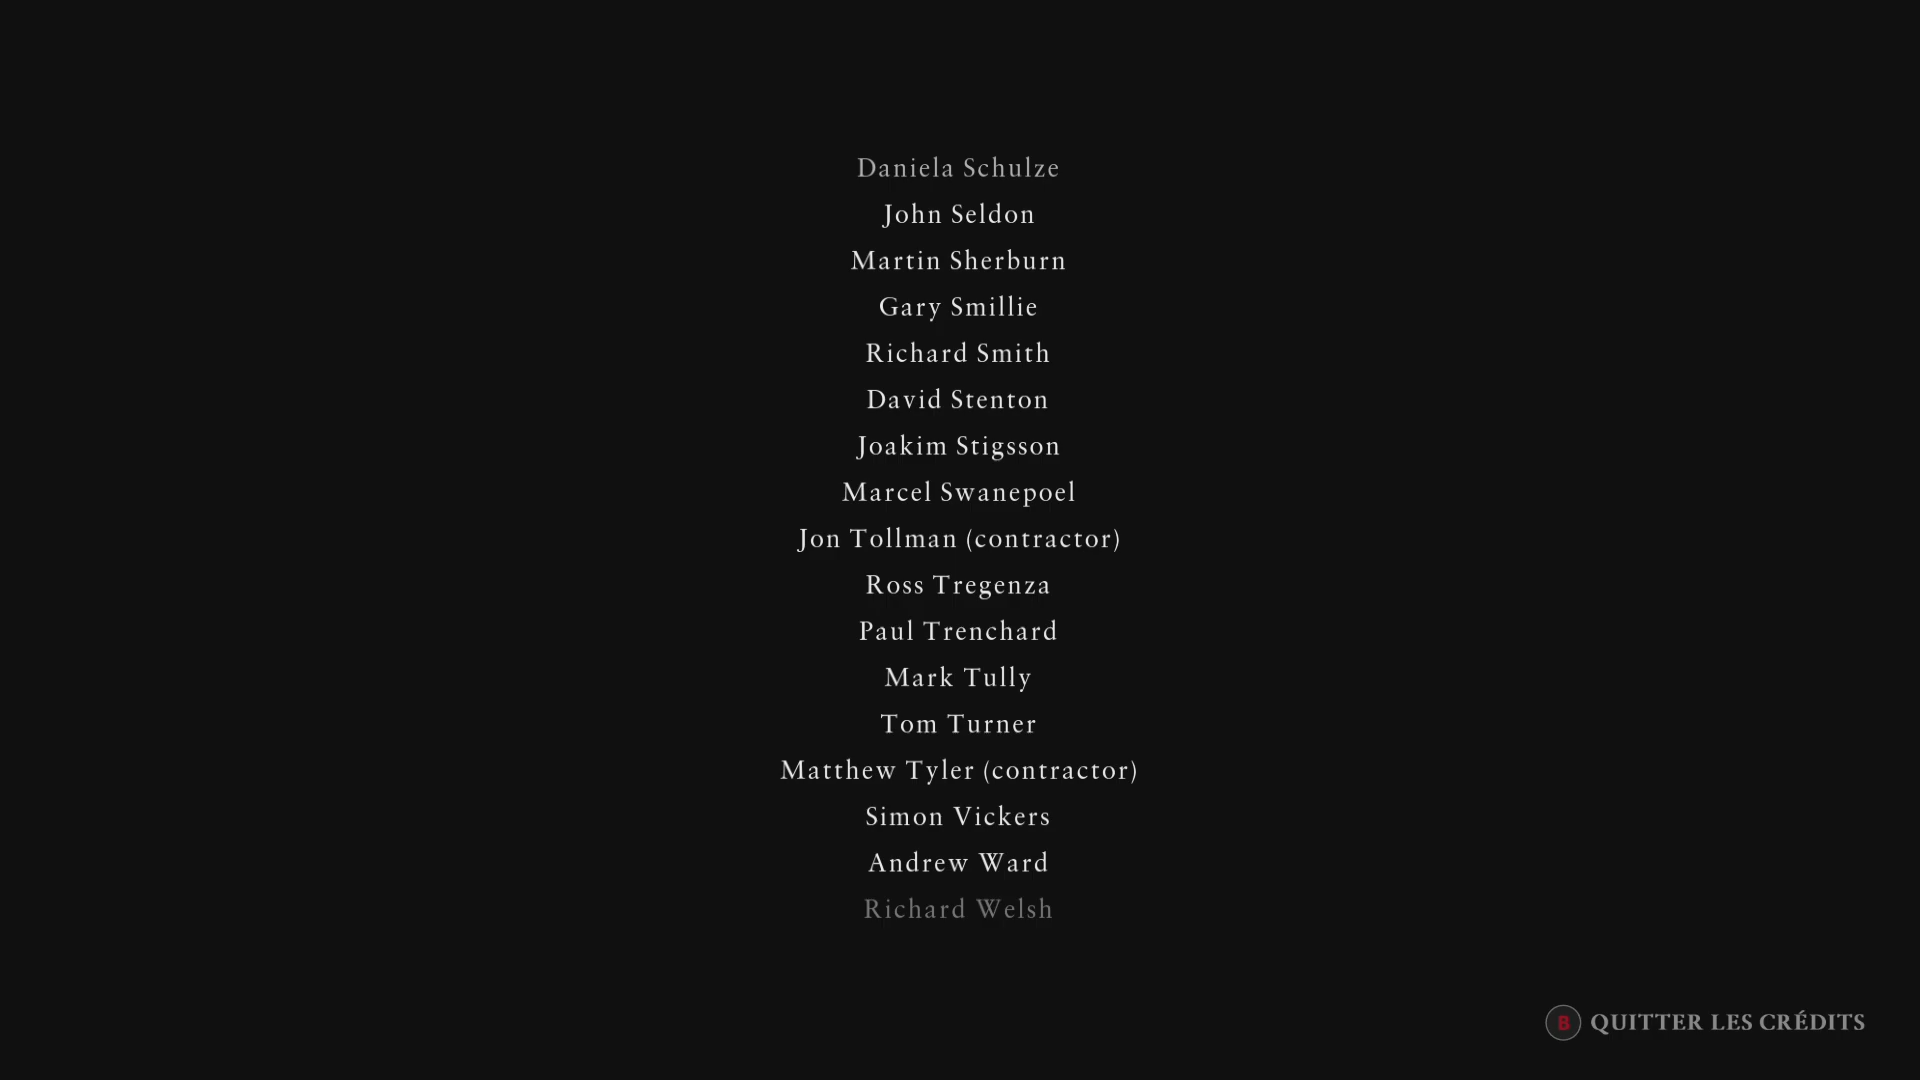 Daniela Schulze
John Seldon
Martin Sherburn
Gary Smillie
Richard Smith
David Stenton
Joakim Stigsson
Marcel Swanepoel
Jon Tollman (contractor)
Ross Tregenza
Paul Trenchard
Mark Tully
Tom Turner
Matthew Tyler (contractor)
Simon Vickers
Andrew Ward
Richard Welsh
B QUITTER LES CRÉDITS